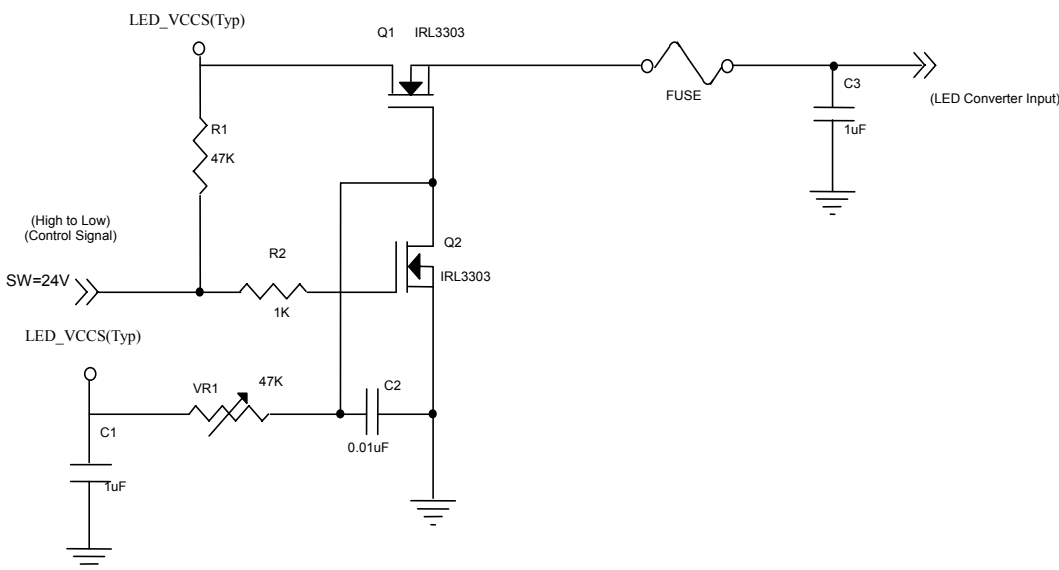 LED_VCCS(Typ)
Q1 IRL3303
FUSE
C3
1uF
(LED Converter Input)
R1
47K
(High to Low)
(Control Signal)
SW=24V
R2
1K
Q2
IRL3303
LED_VCCS(Typ)
VR1
47K
C2
0.01uF
C1
1uF